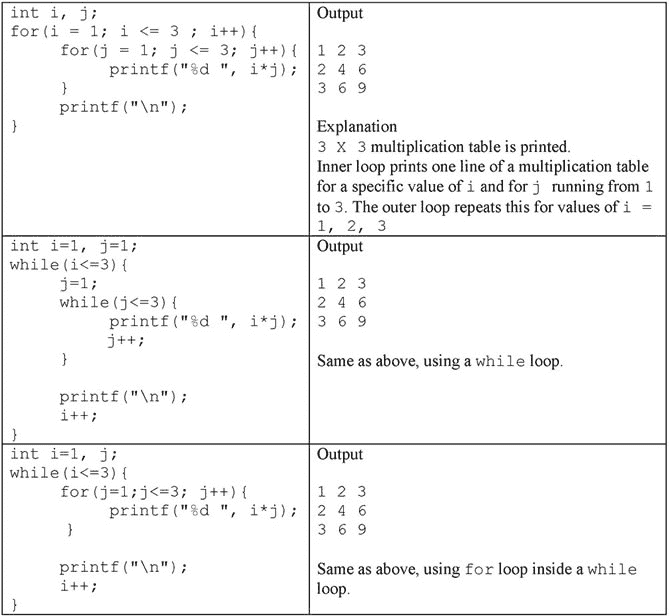 int i, j;
for(i = 1; i <= 3 ; i++){
for(j = 1; j <= 3; j++){
printf("%d ", i*j);
}
printf("\n");
}
Output
1 2 3
2 4 6
3 6 9
Explanation
3 X 3 multiplication table is printed.
Inner loop prints one line of a multiplication table
for a specific value of i and for j running from 1
to 3. The outer loop repeats this for values of i =
1, 2, 3
int i=1, j=1;
while(i<=3){
j=1;
while(j<=3){
printf("%d ", i*j);
j++;
}
printf("\n");
i++;
}
Output
1 2 3
2 4 6
3 6 9
Same as above, using a while loop.
int i=1, j;
while(i<=3){
for(j=1;j<=3; j++){
printf("%d ", i*j);
}
printf("\n");
i++;
}
Output
1 2 3
2 4 6
3 6 9
Same as above, using for loop inside a while
loop.